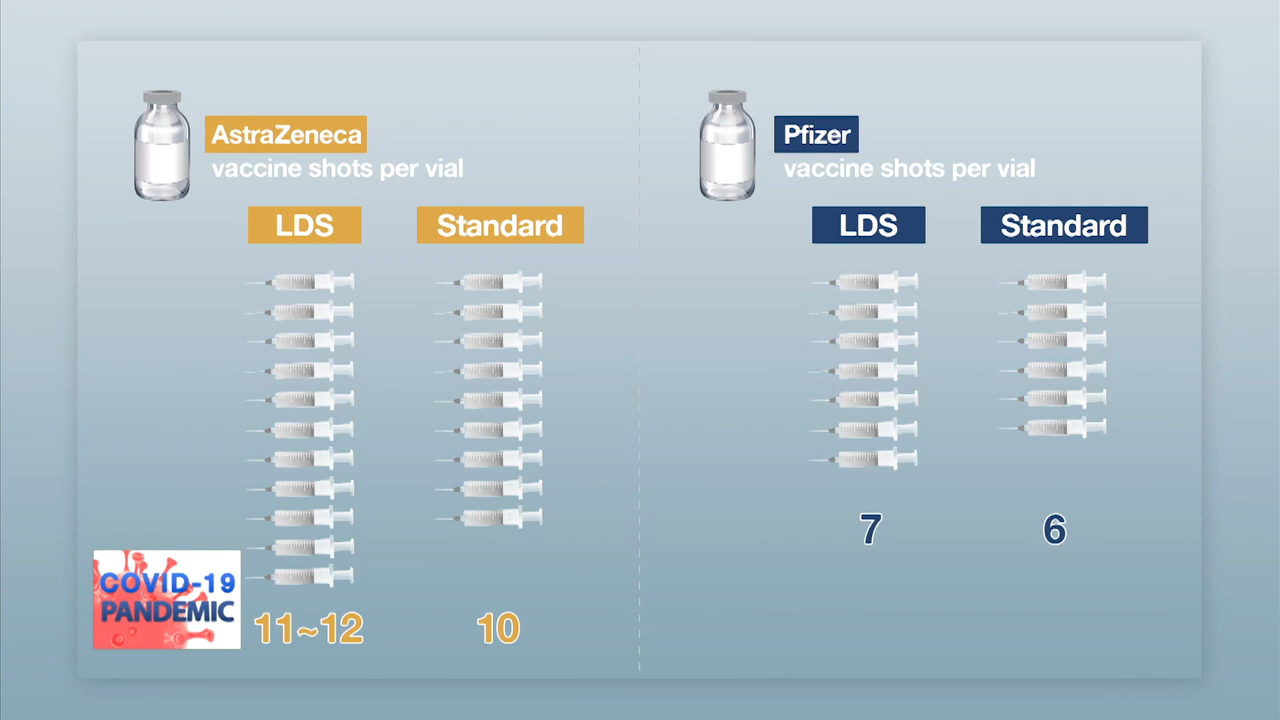 AstraZeneca
vaccine shots per vial
LDS
Standard
11~12
10
Pfizer
vaccine shots per vial
LDS
Standard
7
6
COVID-19
PANDEMIC